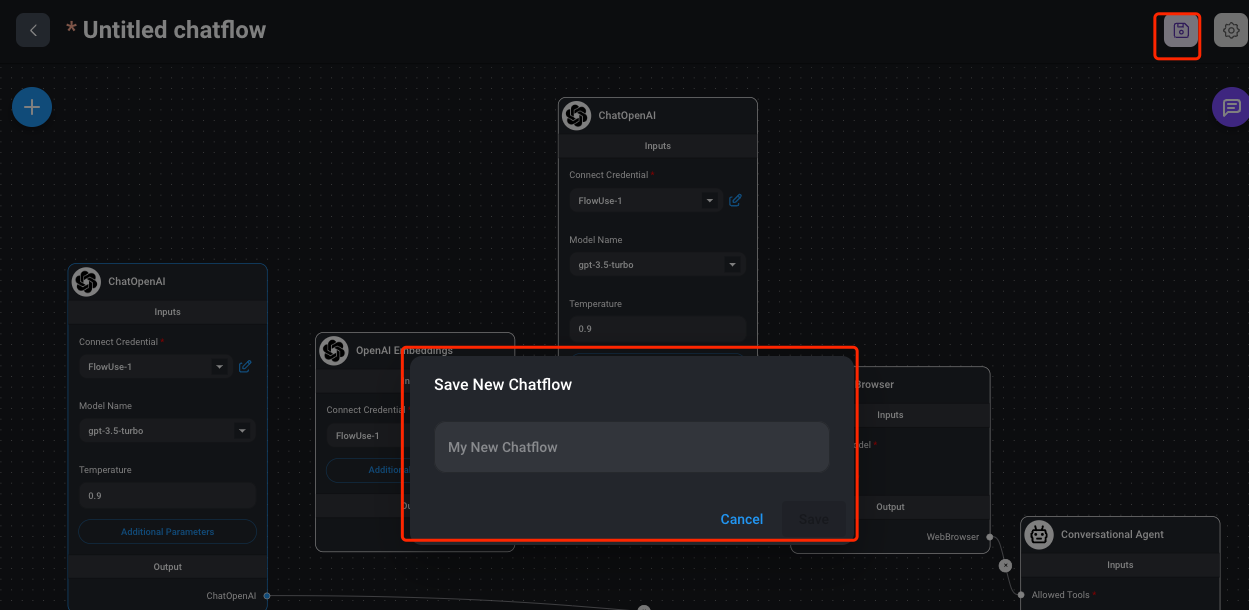 * Untitled chatflow
ChatOpenAI
Inputs
Connect Credential *
FlowUse-1
Model Name
gpt-3.5-turbo
Temperature
0.9
ChatOpenAI
Inputs
Connect Credential *
FlowUse-1
Model Name
gpt-3.5-turbo
Temperature
0.9
Additional Parameters
Output
ChatOpenAI
OpenAI Embeddings
Connect Credential
FlowUse-1
Save New Chatflow
My New Chatflow
Cancel
Save
Inputs
Output
WebBrowser
Conversational Agent
Inputs
Allowed Tools *